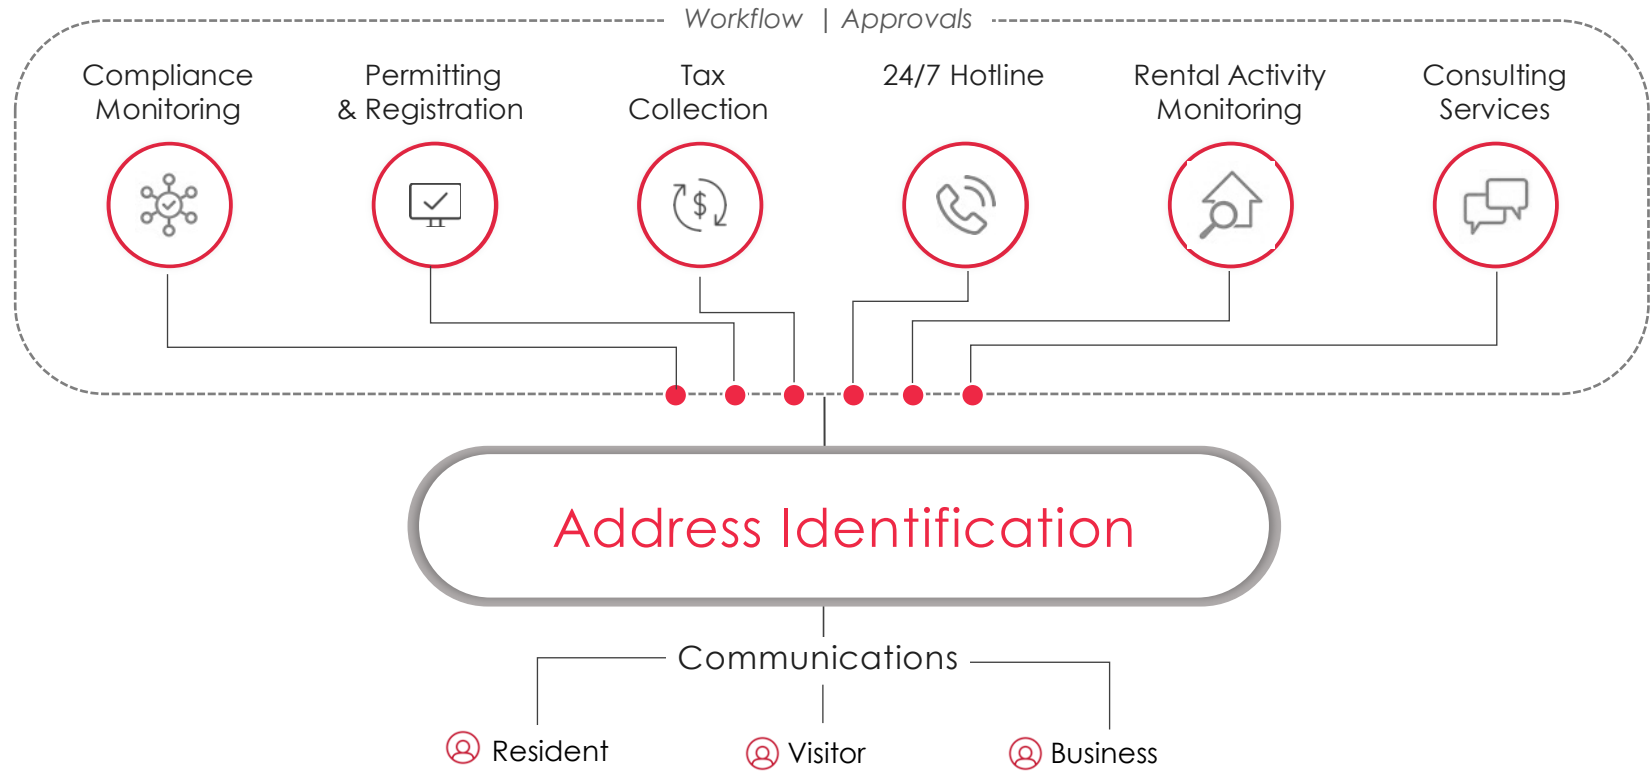 Workflow | Approvals
Compliance
Monitoring
Permitting
& Registration
Tax
Collection
24/7 Hotline
Rental Activity
Monitoring
Consulting
Services
$
Address Identification
Communications
Resident
Visitor
Business